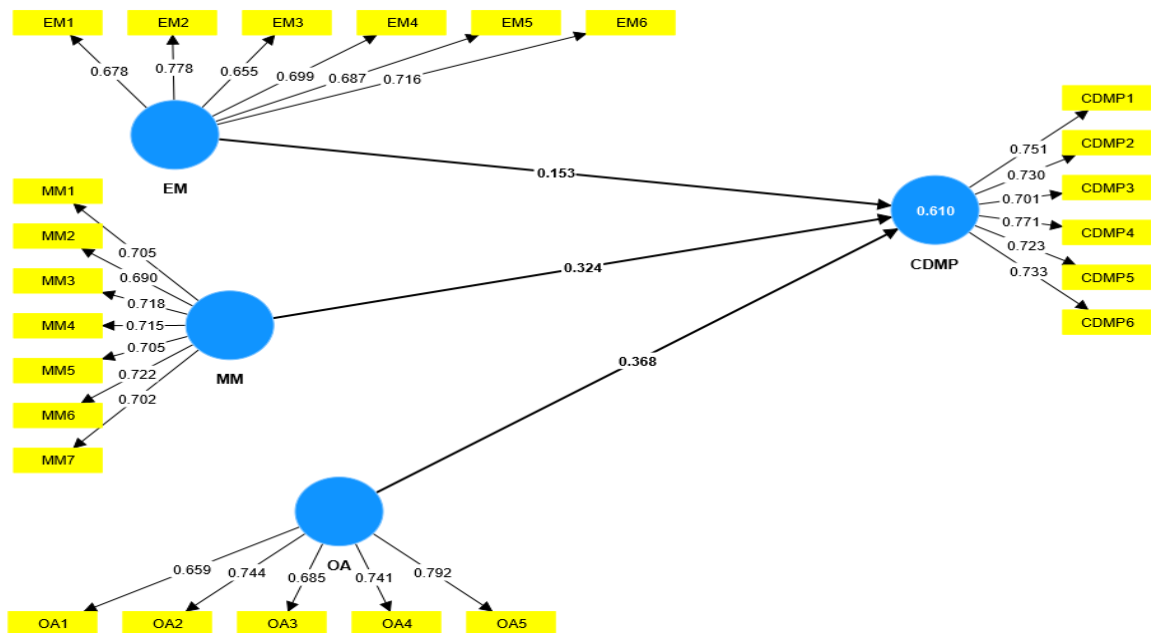 EM1 EM2 EM3 EM4 EM5 EM6
0.678 0.778 0.655 0.699 0.687 0.716
EM
0.153
MM1
MM2
MM3
MM4
MM5
MM6
MM7
0.705
0.690
0.718
0.715
0.705
0.722
0.702
MM
0.324
0.368
OA
0.659 0.744 0.685 0.741 0.792
OA1 OA2 OA3 OA4 OA5
0.610
CDMP
0.751
0.730
0.701
0.771
0.723
0.733
CDMP1
CDMP2
CDMP3
CDMP4
CDMP5
CDMP6